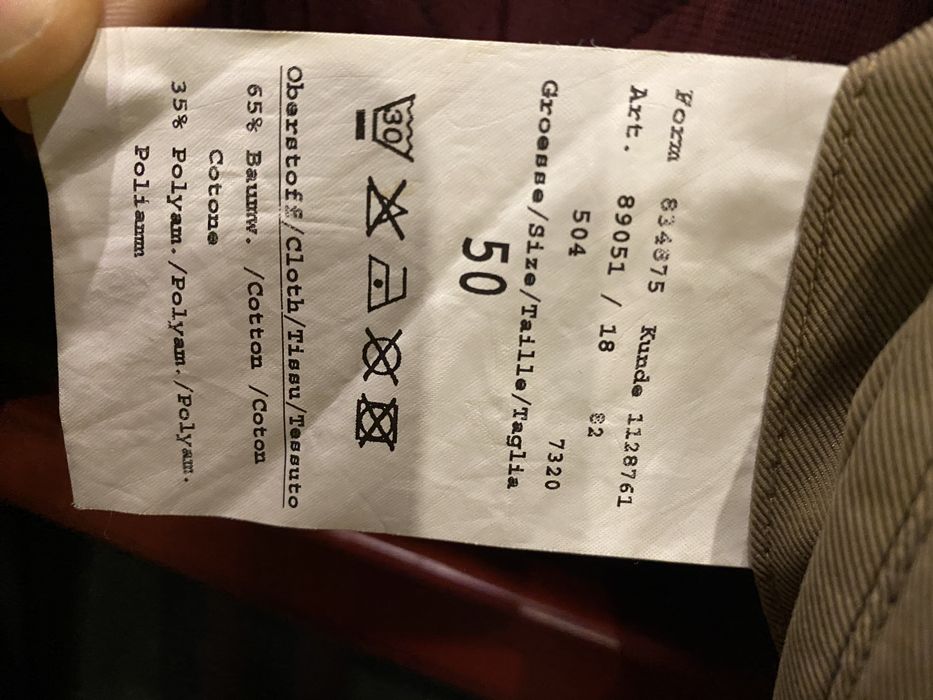 Form 834875 Kunde 1128761
Art. 89051 / 18 82
504 7320
Groesse/Size/Taille/Taglia
50
30
Oberstoff/Cloth/Tissu/Tessuto
65% Baumw. /Cotton /Coton
Cotone
35% Polyam./Polyam./Polyam.
Poliamm